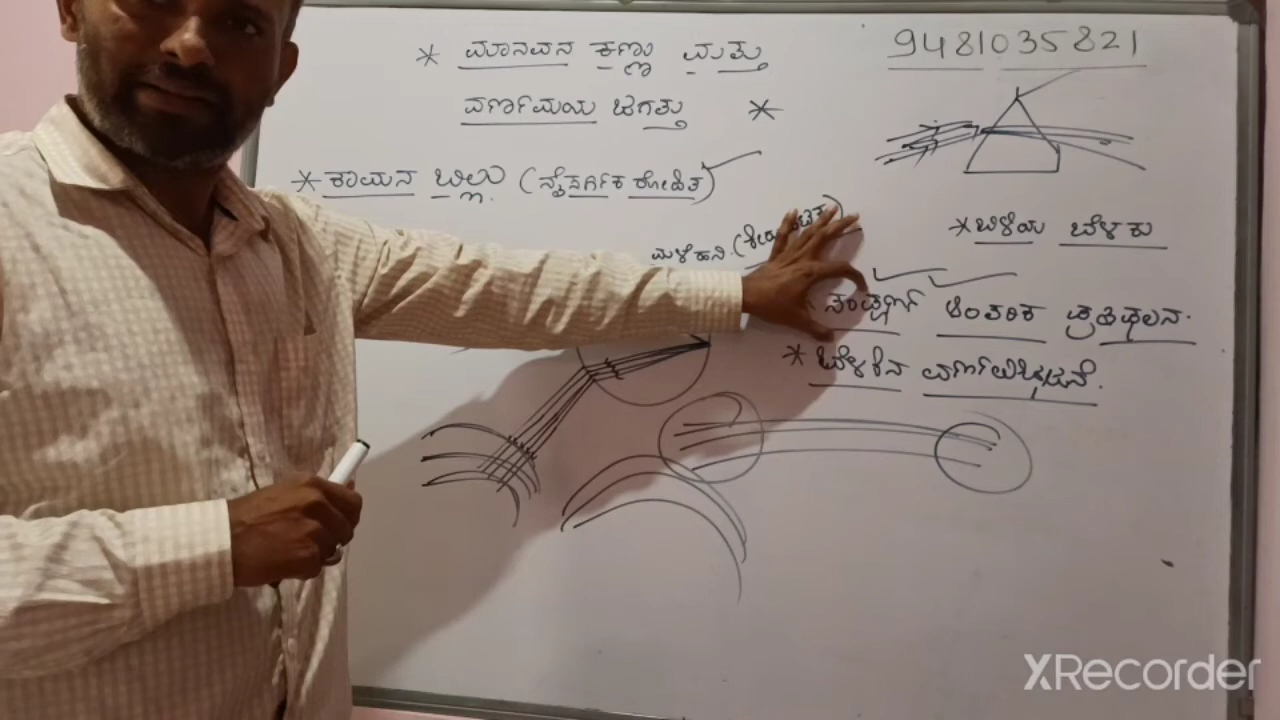 * ಮಾನವನ ಕಣ್ಣು ಮತ್ತು
ವರ್ಣಮಯ ಜಗತ್ತು *
9481035821
* ಕಾಮನ ಬಿಲ್ಲು (ನೈಸರ್ಗಿಕ ರೋಹಿತ)
ಮಳೆಹನಿ.
* ಬಿಳಿಯ ಬೆಳಕು
ಸಂಪೂರ್ಣ ಆಂತರಿಕ ಪ್ರತಿಫಲನ.
* ಬೆಳಕಿನ ವರ್ಣವಿಭಜನೆ.
XRecorder